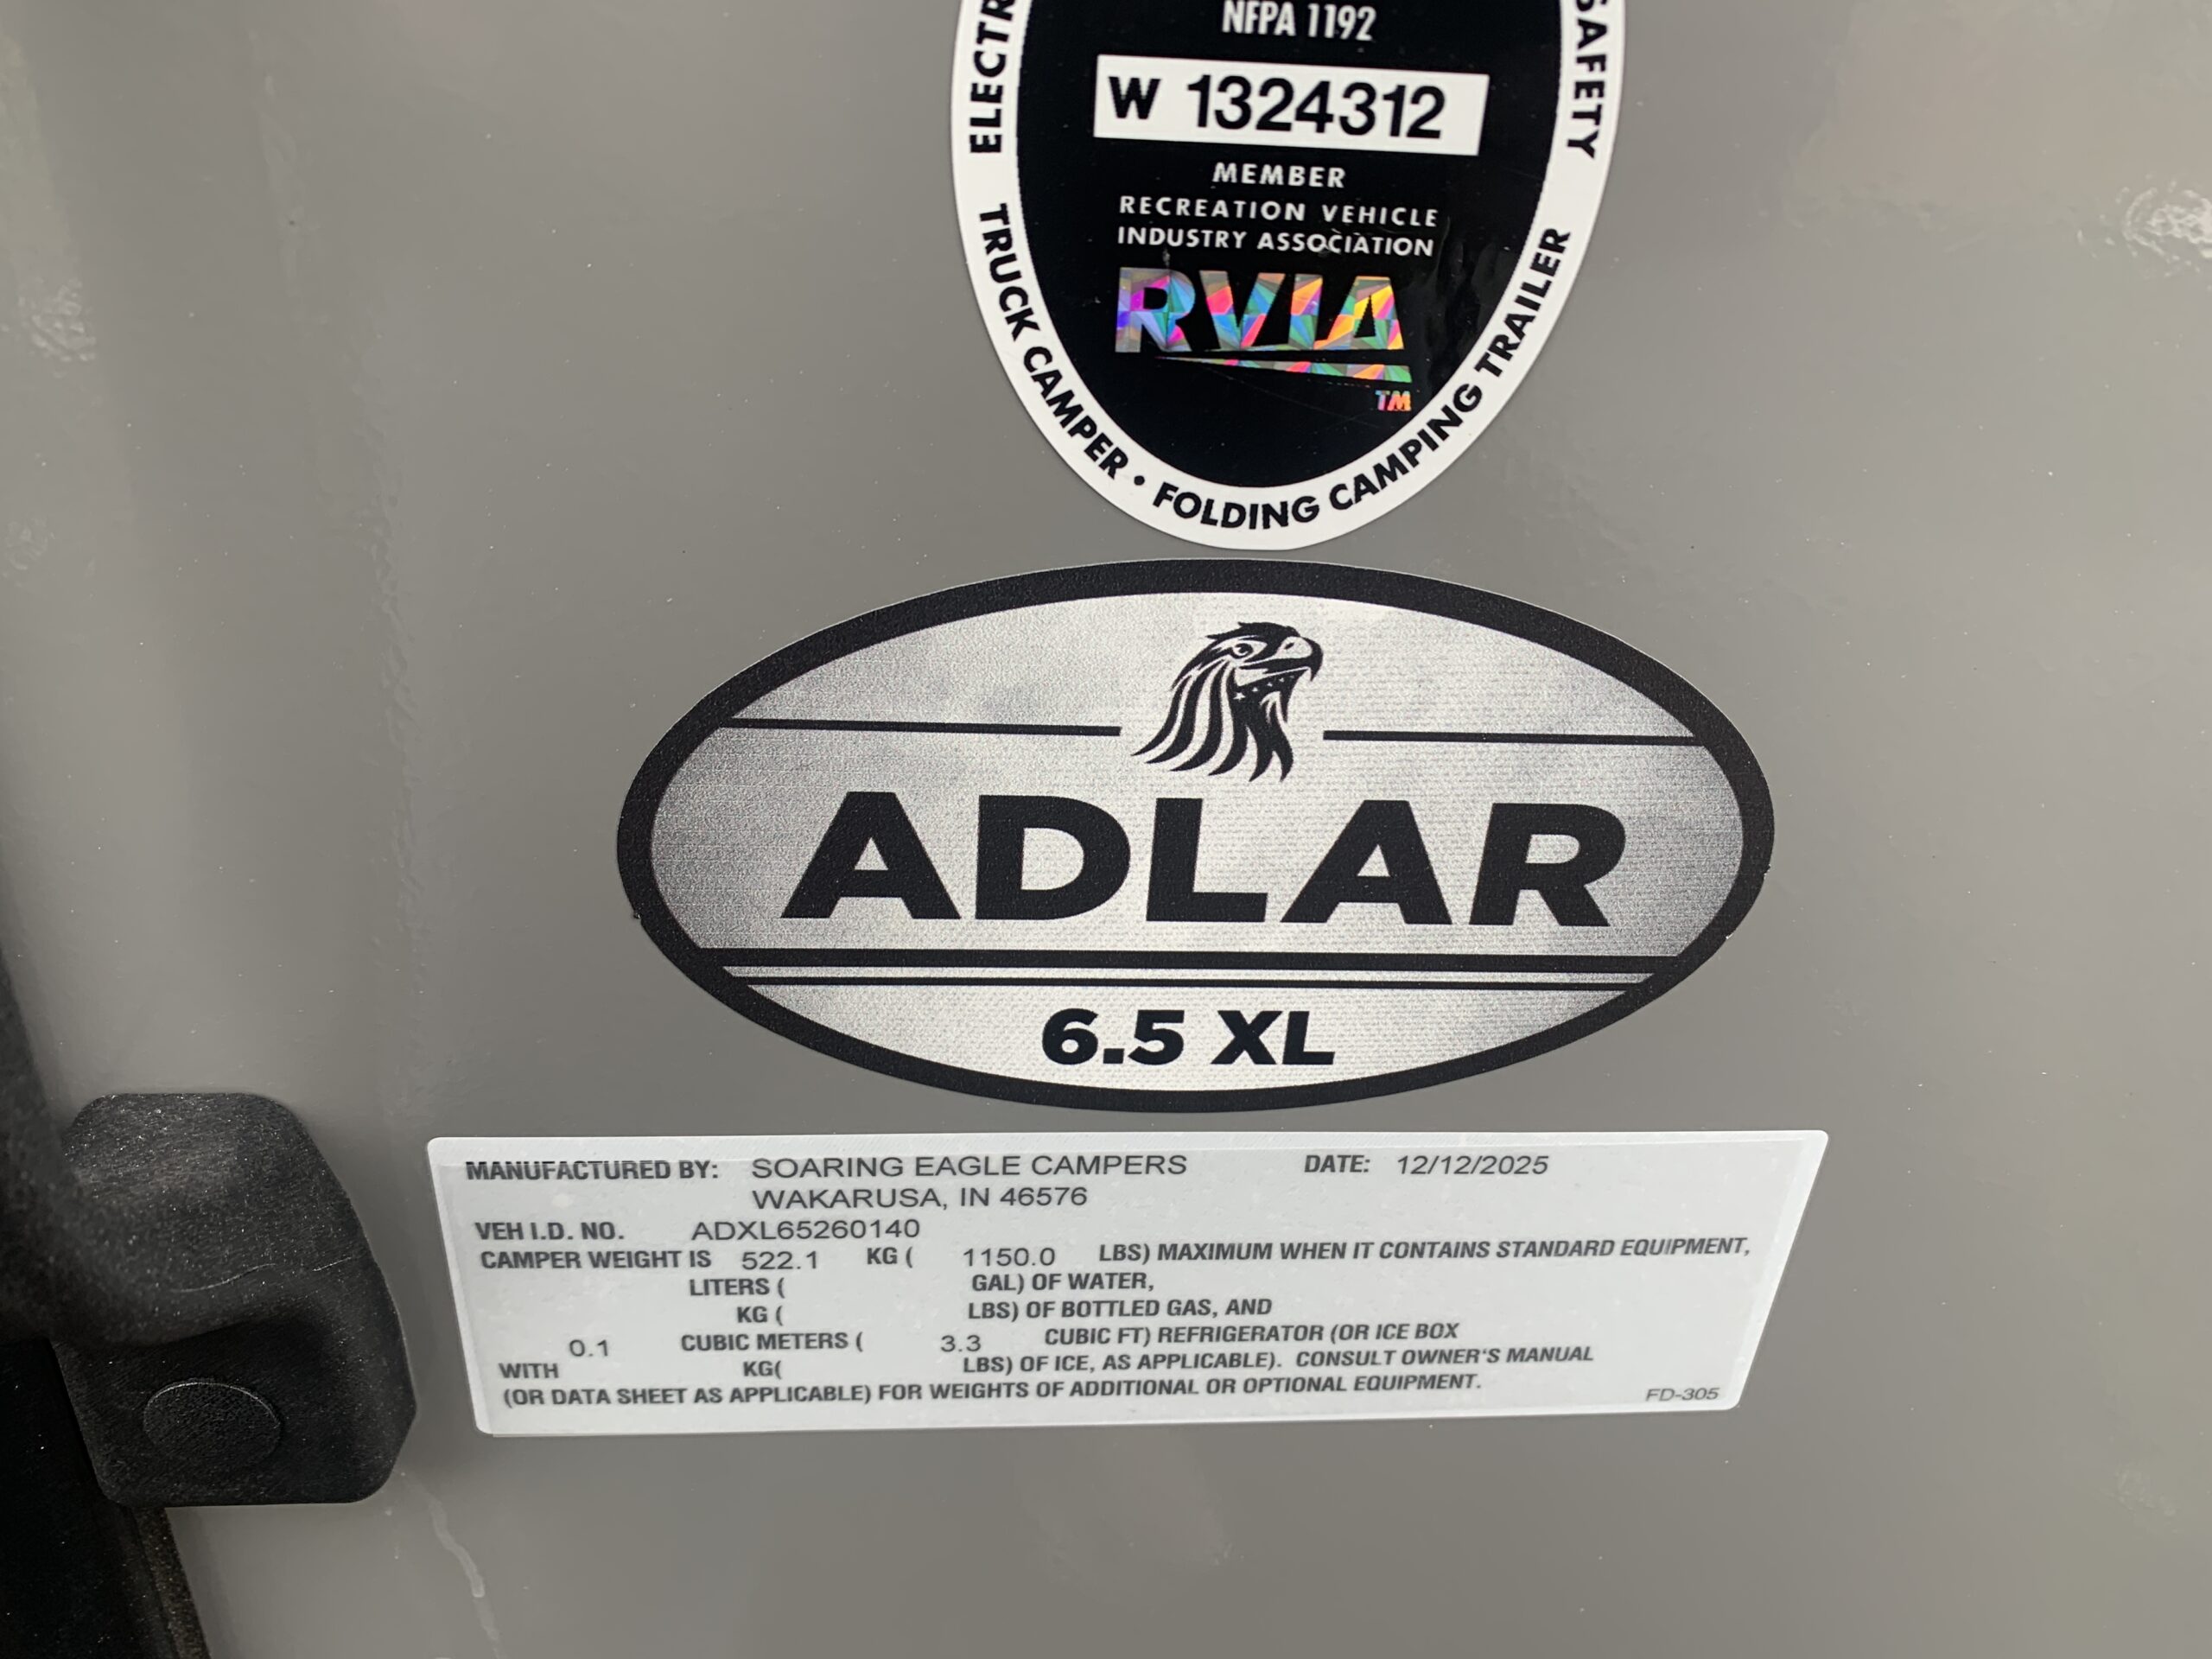 NFPA 1192
W 1324312
MEMBER
RECREATION VEHICLE
INDUSTRY ASSOCIATION
RVIA
TM
SAFETY
TRUCK CAMPER • FOLDING CAMPING TRAILER
ADLAR
6.5 XL
MANUFACTURED BY: SOARING EAGLE CAMPERS DATE: 12/12/2025
WAKARUSA, IN 46576
VEH I.D. NO. ADXL65260140
CAMPER WEIGHT IS 522.1 KG ( 1150.0 LBS) MAXIMUM WHEN IT CONTAINS STANDARD EQUIPMENT,
LITERS ( GAL) OF WATER,
KG ( LBS) OF BOTTLED GAS, AND
0.1 CUBIC METERS ( 3.3 CUBIC FT) REFRIGERATOR (OR ICE BOX
WITH KG( LBS) OF ICE, AS APPLICABLE). CONSULT OWNER'S MANUAL
(OR DATA SHEET AS APPLICABLE) FOR WEIGHTS OF ADDITIONAL OR OPTIONAL EQUIPMENT.
FD-305